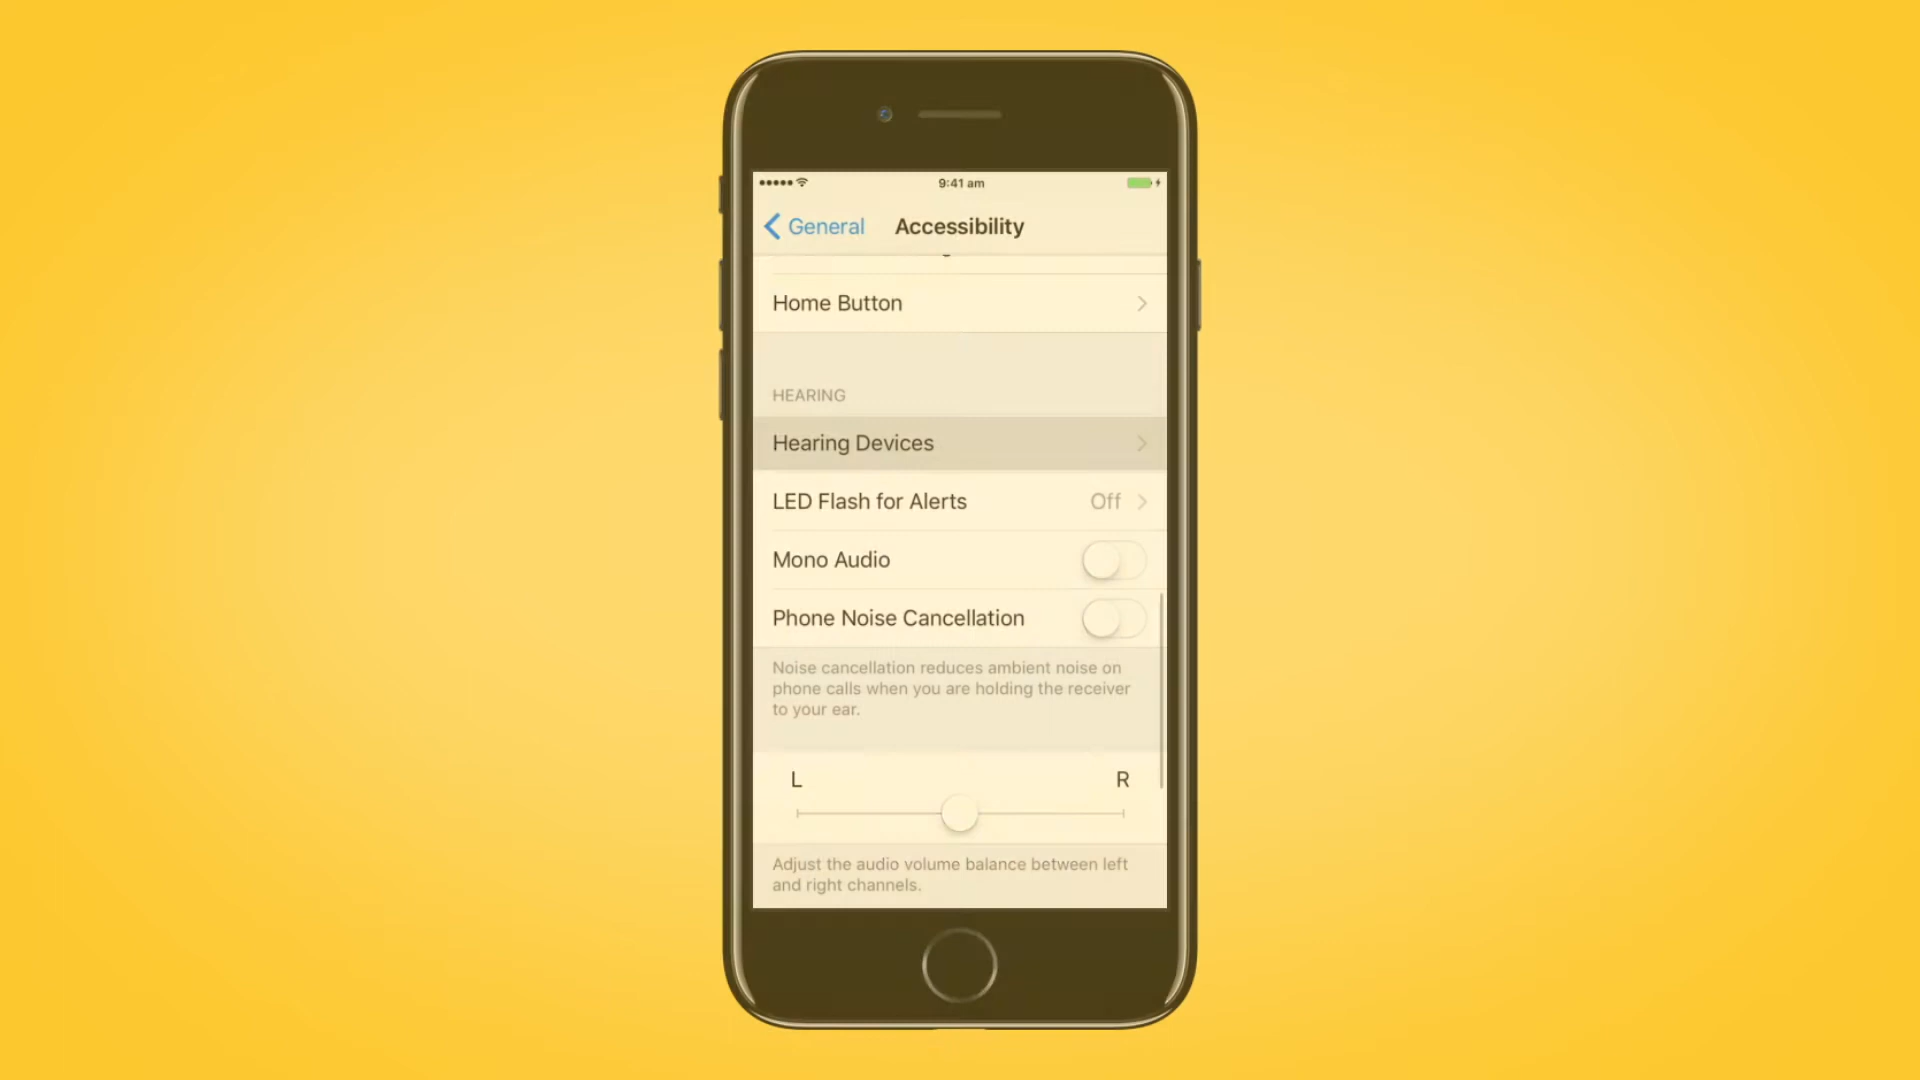 9:41 am
General Accessibility
Home Button
HEARING
Hearing Devices
LED Flash for Alerts Off
Mono Audio
Phone Noise Cancellation
Noise cancellation reduces ambient noise on
phone calls when you are holding the receiver
to your ear.
L R
Adjust the audio volume balance between left
and right channels.